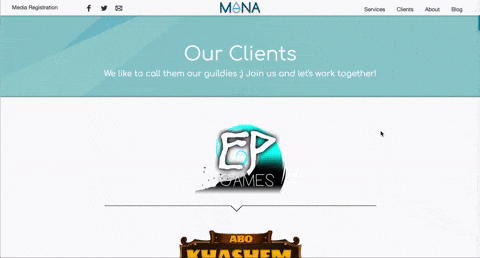 Media Registration
MANA
Services
Clients
About
Blog
Our Clients
We like to call them our guildies ;) Join us and let's work together!
EP
GAMES
ABO
KHASHEM